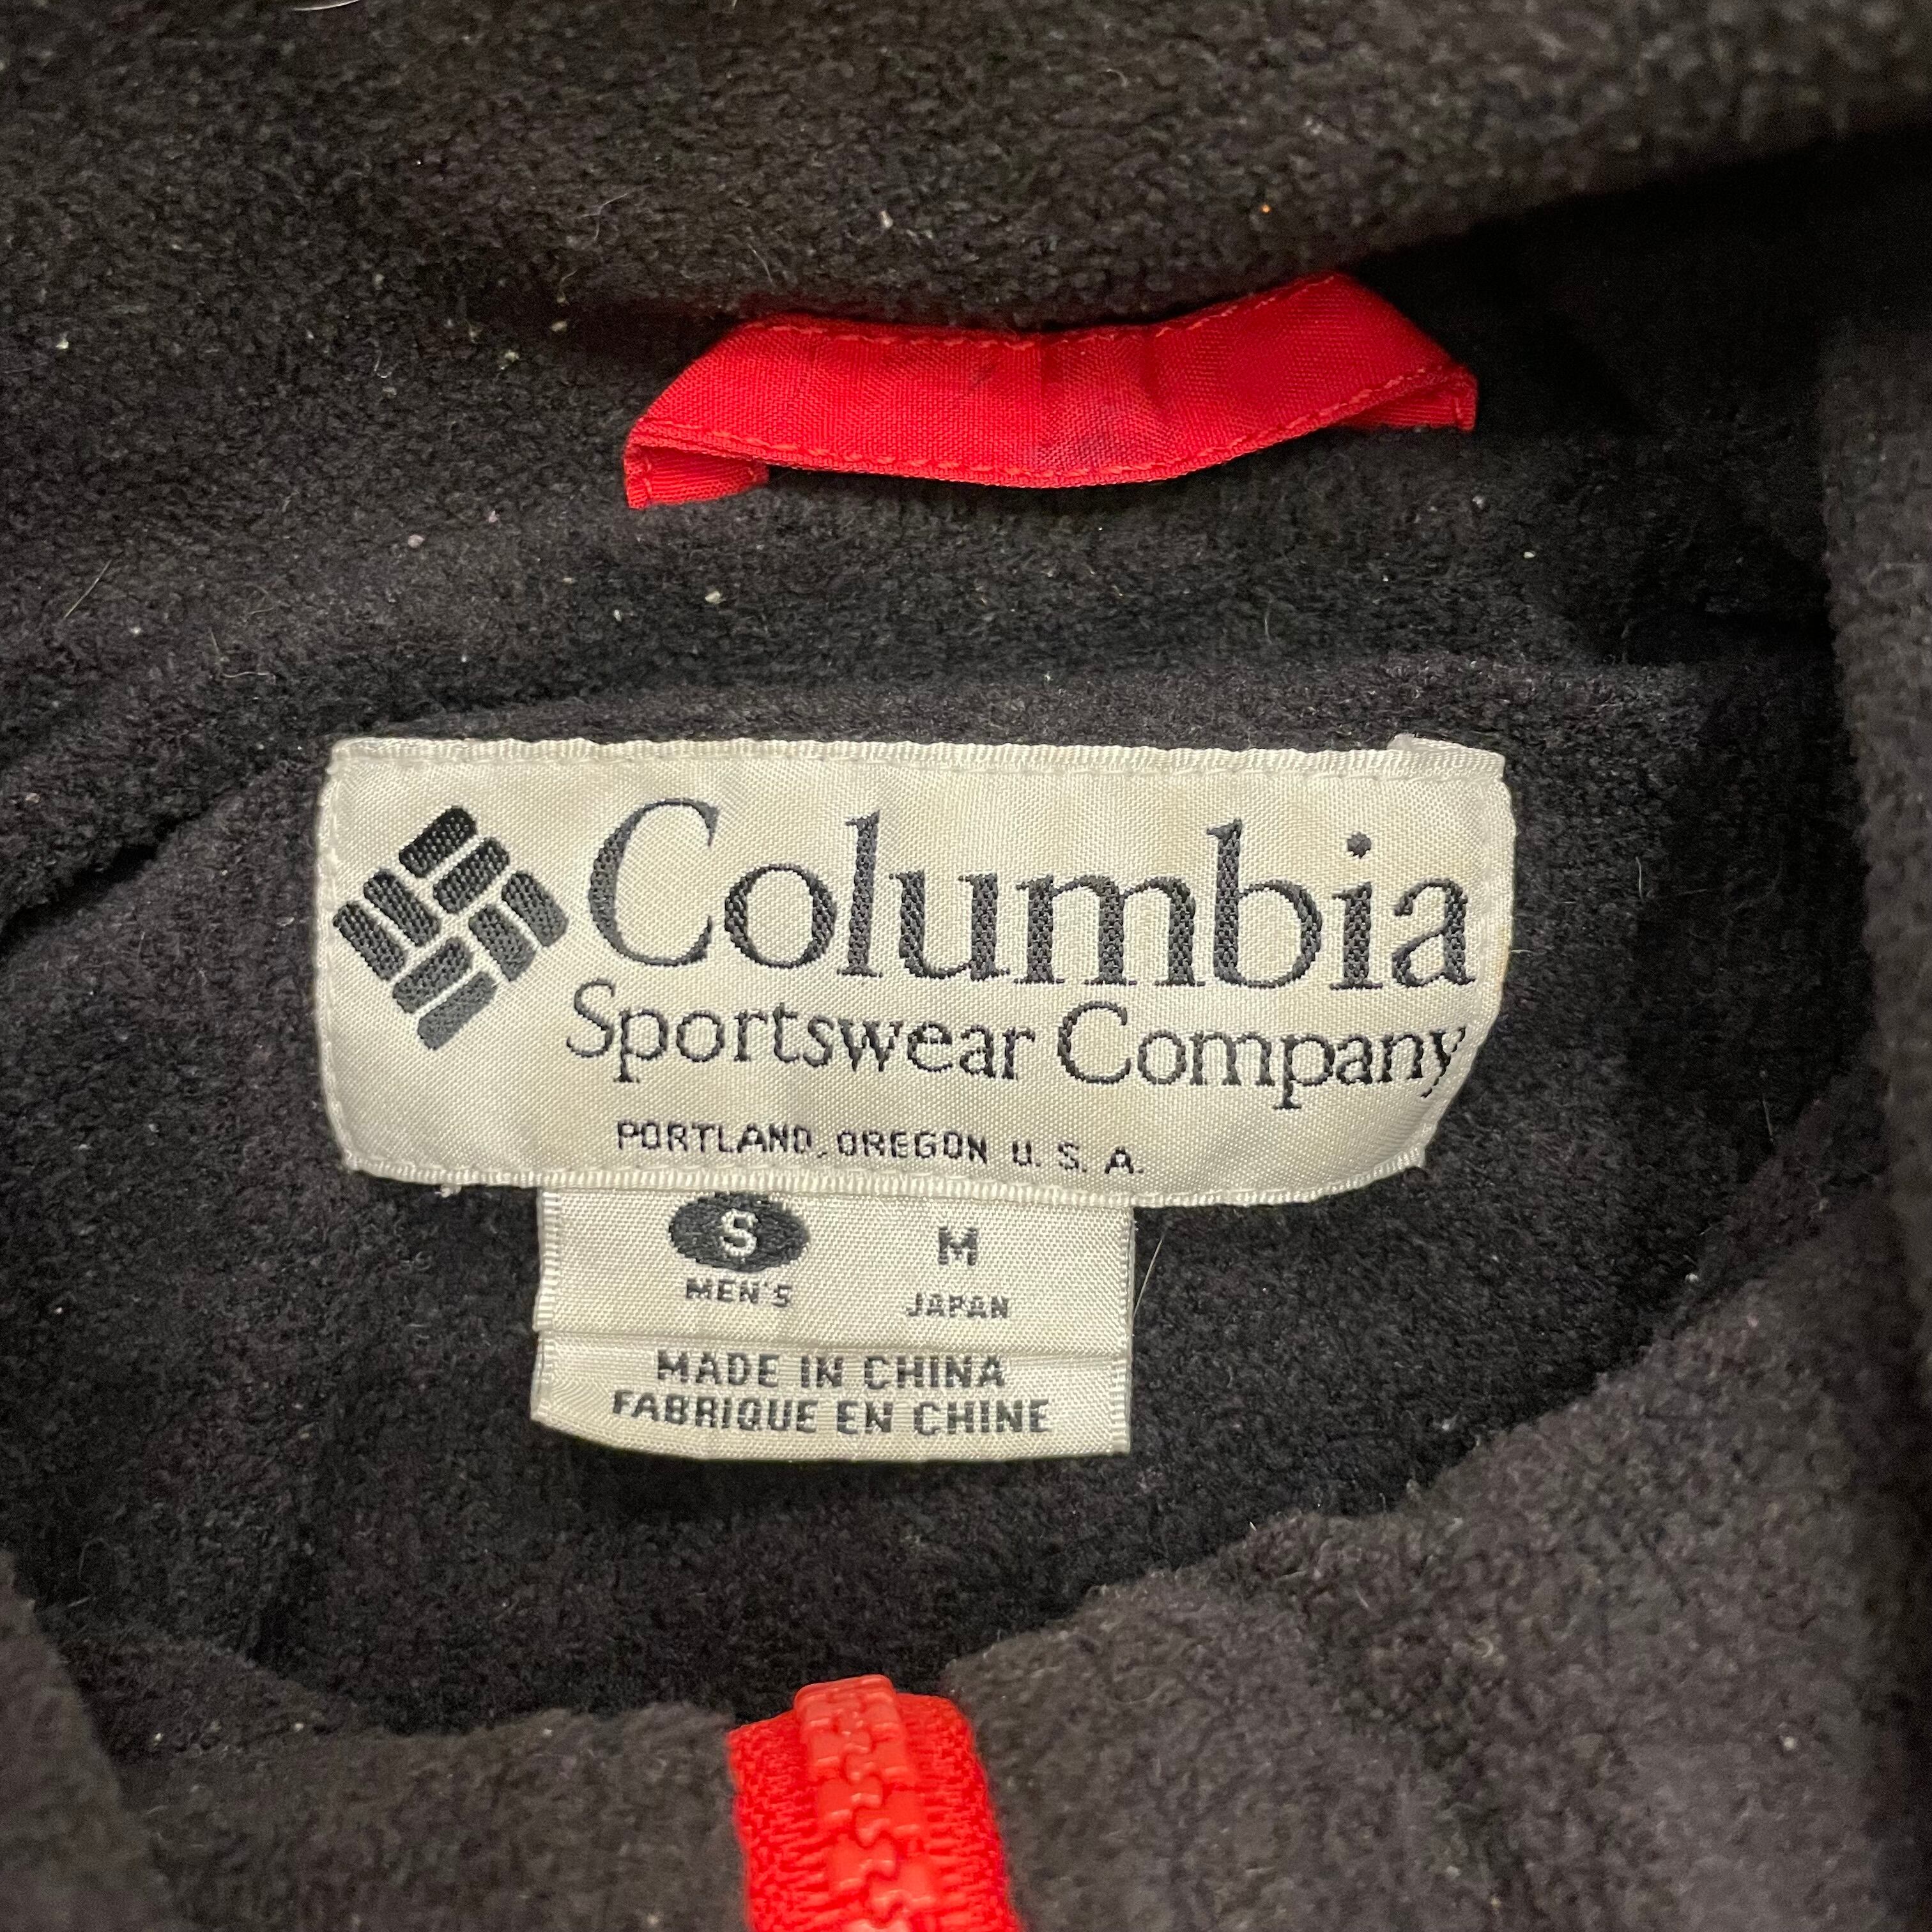 Columbia
Sportswear Company
PORTLAND, OREGON U. S. A.
S M
MEN'S JAPAN
MADE IN CHINA
FABRIQUE EN CHINE